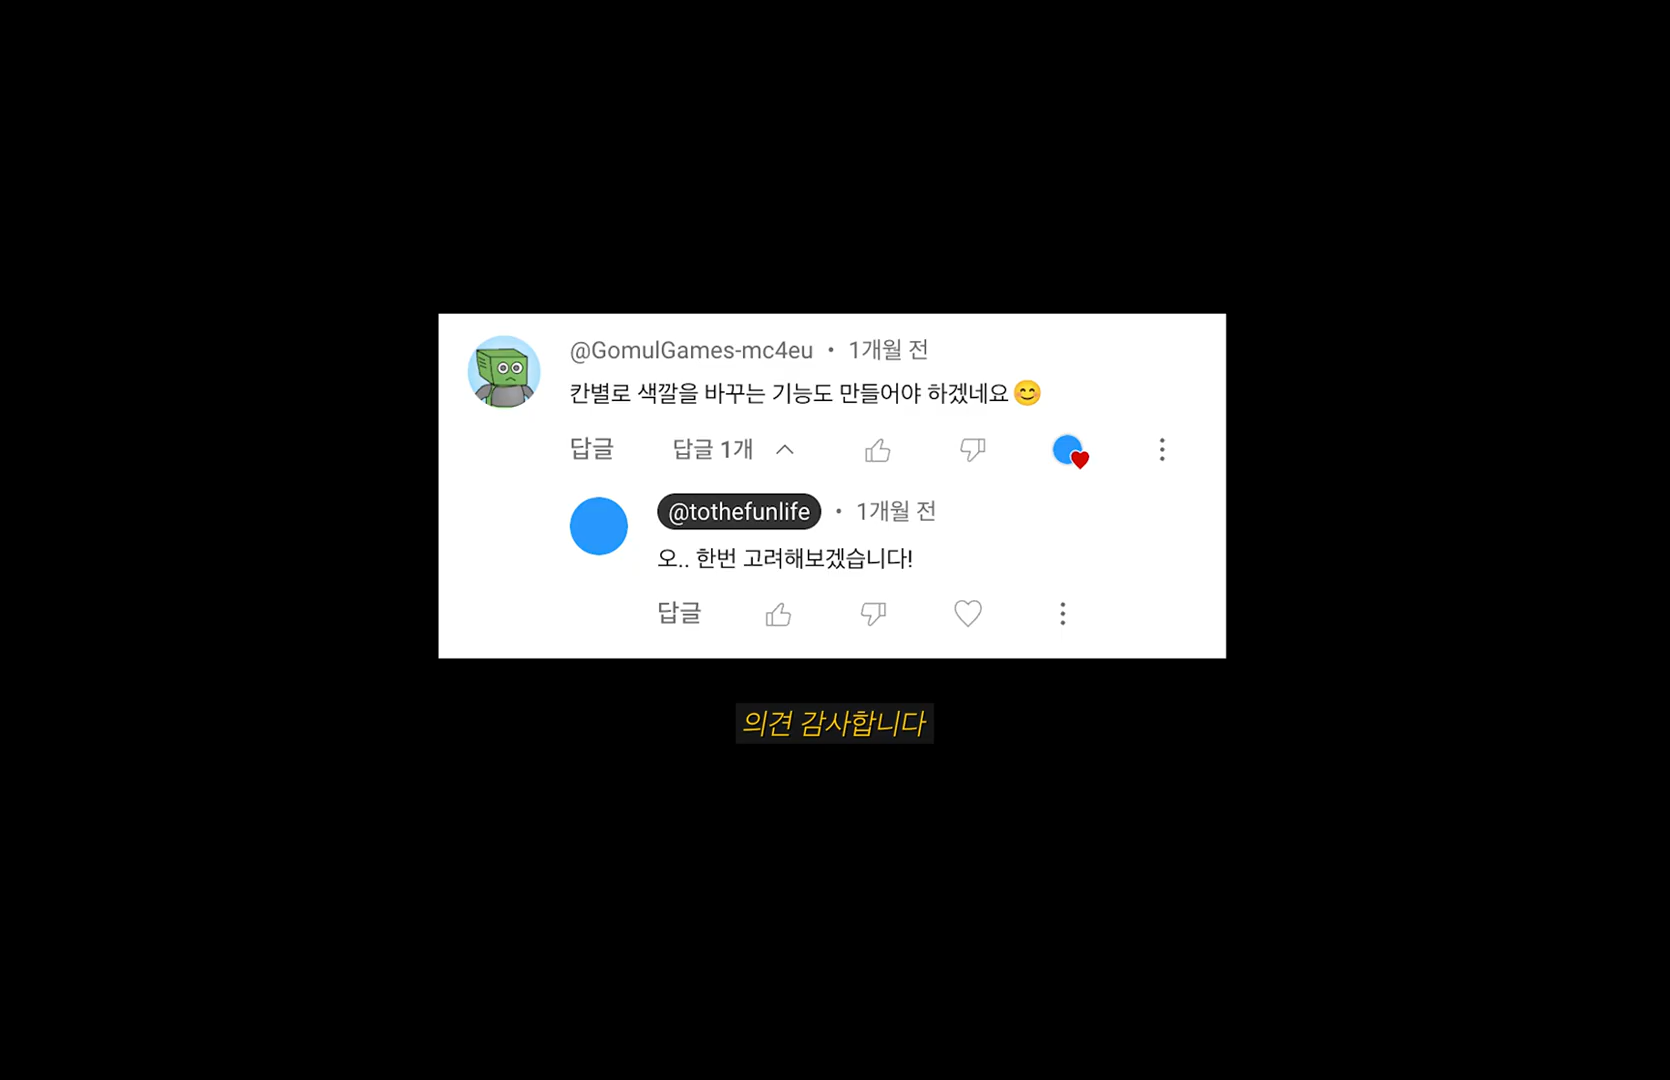 @GomulGames-mc4eu • 1개월 전
칸별로 색깔을 바꾸는 기능도 만들어야 하겠네요😊
답글 답글 1개
@tothefunlife • 1개월 전
오.. 한번 고려해보겠습니다!
답글
의견 감사합니다